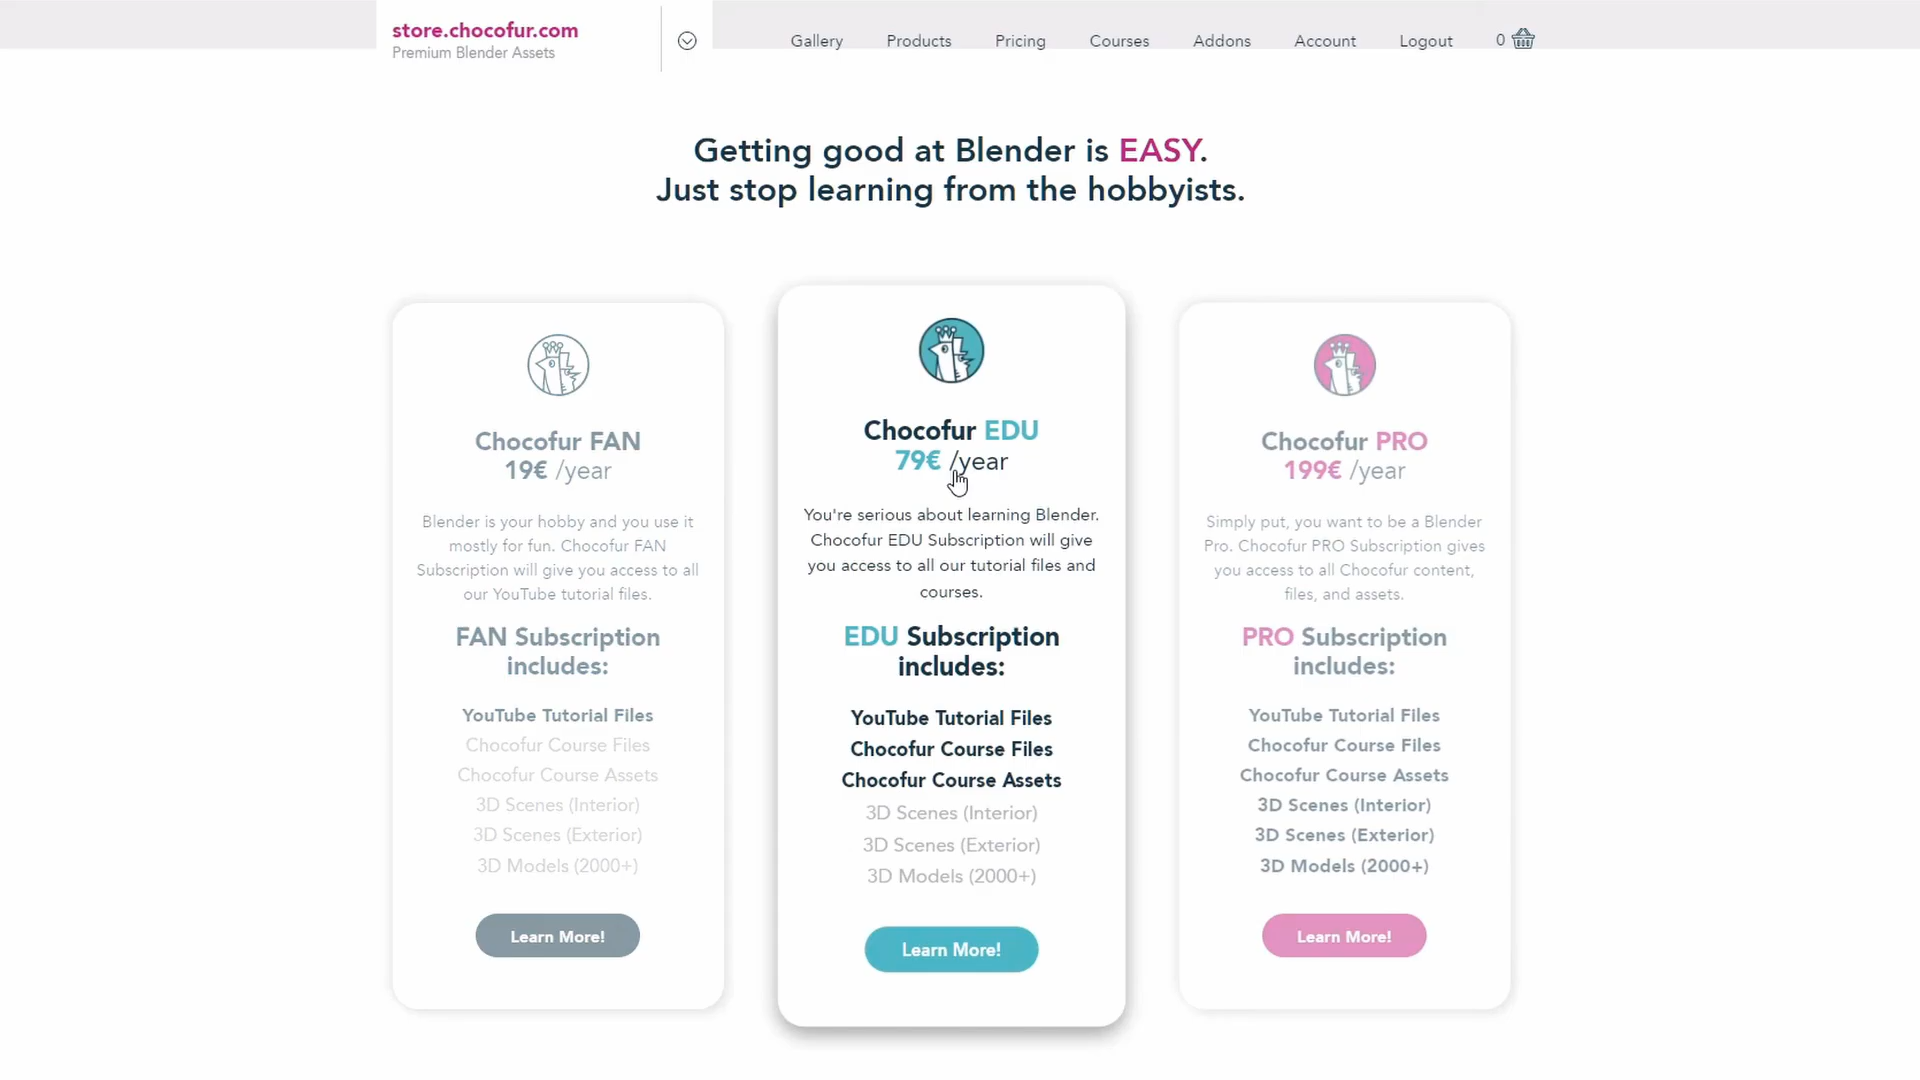 store.chocofur.com
Premium Blender Assets
Gallery
Products
Pricing
Courses
Addons
Account
Logout
0
Getting good at Blender is EASY.
Just stop learning from the hobbyists.
Chocofur FAN
19€ /year
Blender is your hobby and you use it
mostly for fun. Chocofur FAN
Subscription will give you access to all
our YouTube tutorial files.
FAN Subscription
includes:
YouTube Tutorial Files
Chocofur Course Files
Chocofur Course Assets
3D Scenes (Interior)
3D Scenes (Exterior)
3D Models (2000+)
Learn More!
Chocofur EDU
79€ /year
You're serious about learning Blender.
Chocofur EDU Subscription will give
you access to all our tutorial files and
courses.
EDU Subscription
includes:
YouTube Tutorial Files
Chocofur Course Files
Chocofur Course Assets
3D Scenes (Interior)
3D Scenes (Exterior)
3D Models (2000+)
Learn More!
Chocofur PRO
199€ /year
Simply put, you want to be a Blender
Pro. Chocofur PRO Subscription gives
you access to all Chocofur content,
files, and assets.
PRO Subscription
includes:
YouTube Tutorial Files
Chocofur Course Files
Chocofur Course Assets
3D Scenes (Interior)
3D Scenes (Exterior)
3D Models (2000+)
Learn More!